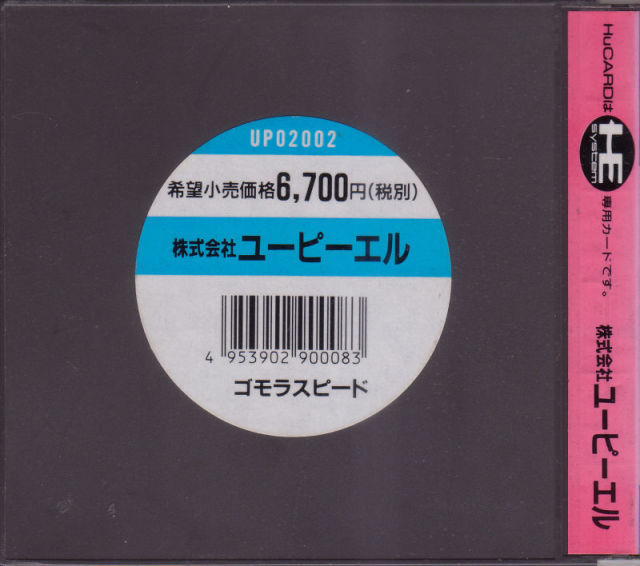 UP02002
希望小売価格6,700円(税別)
株式会社ユーピーエル
4 953902 900083
ゴモラスピード
HuCARDは HE system 専用カードです。
株式会社ユーピーエル